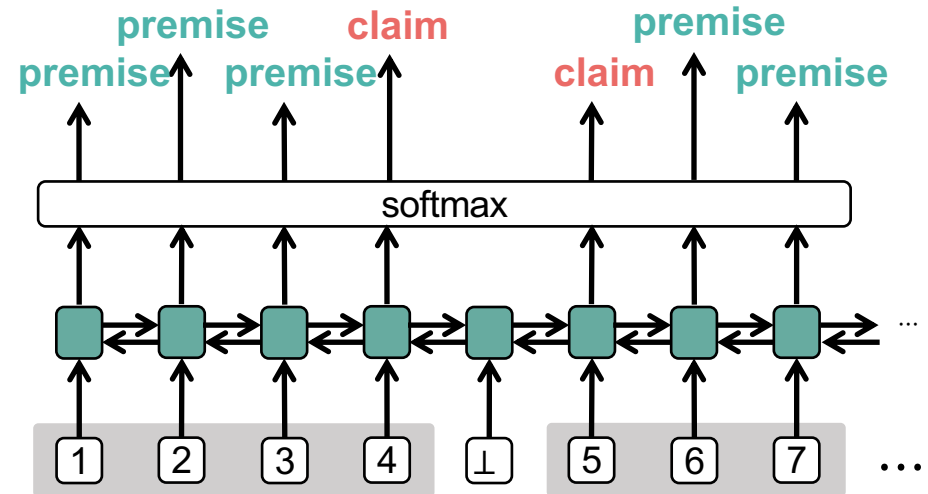 premise claim premise
premise premise claim premise
softmax
...
1 2 3 4 ⊥ 5 6 7 ...